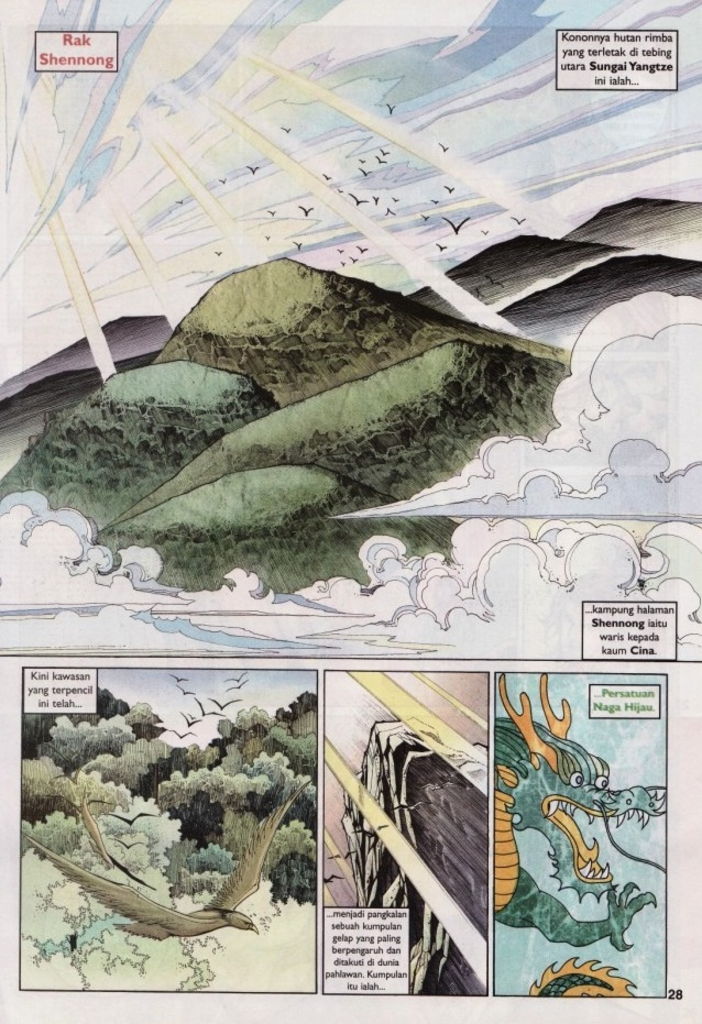 Rak
Shennong
Kononnya hutan rimba
yang terletak di tebing
utara Sungai Yangtze
ini ialah...
...kampung halaman
Shennong iaitu
waris kepada
kaum Cina.
Kini kawasan
yang terpencil
ini telah...
...menjadi pangkalan
sebuah kumpulan
gelap yang paling
berpengaruh dan
ditakuti di dunia
pahlawan. Kumpulan
itu ialah...
...Persatuan
Naga Hijau.
28